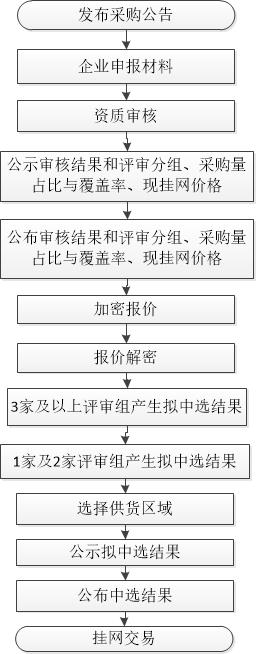 发布采购公告
企业申报材料
资质审核
公示审核结果和评审分组、采购量
占比与覆盖率、现挂网价格
公布审核结果和评审分组、采购量
占比与覆盖率、现挂网价格
加密报价
报价解密
3家及以上评审组产生拟中选结果
1家及2家评审组产生拟中选结果
选择供货区域
公示拟中选结果
公布中选结果
挂网交易